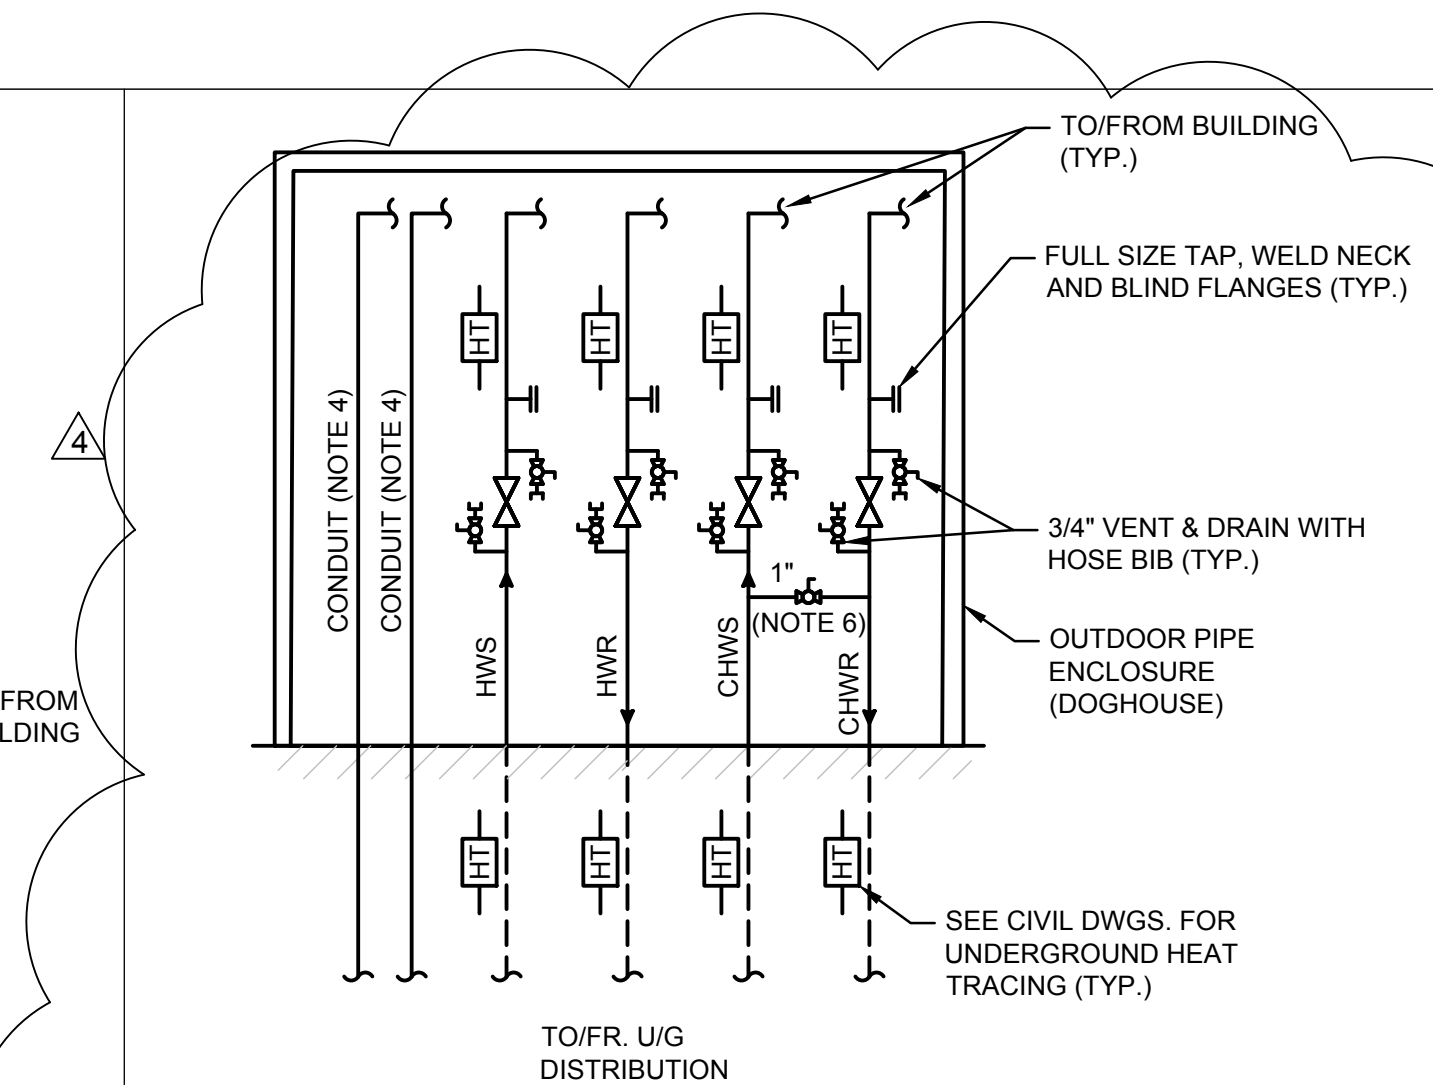 TO/FROM BUILDING
(TYP.)
FULL SIZE TAP, WELD NECK
AND BLIND FLANGES (TYP.)
HT
HT
HT
HT
4
CONDUIT (NOTE 4)
CONDUIT (NOTE 4)
3/4" VENT & DRAIN WITH
HOSE BIB (TYP.)
1"
(NOTE 6)
HWS
HWR
CHWS
CHWR
OUTDOOR PIPE
ENCLOSURE
(DOGHOUSE)
FROM
LDING
HT
HT
HT
HT
SEE CIVIL DWGS. FOR
UNDERGROUND HEAT
TRACING (TYP.)
TO/FR. U/G
DISTRIBUTION